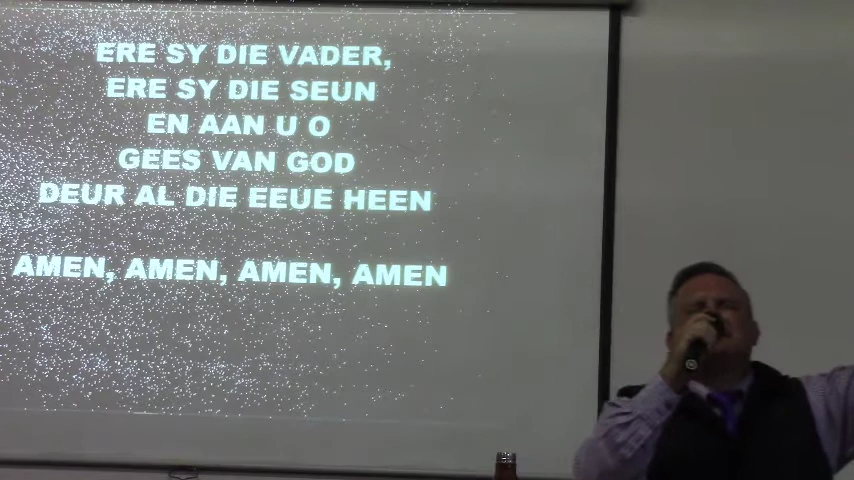 ERE SY DIE VADER,
ERE SY DIE SEUN
EN AAN U O
GEES VAN GOD
DEUR AL DIE EEUE HEEN
AMEN, AMEN, AMEN, AMEN